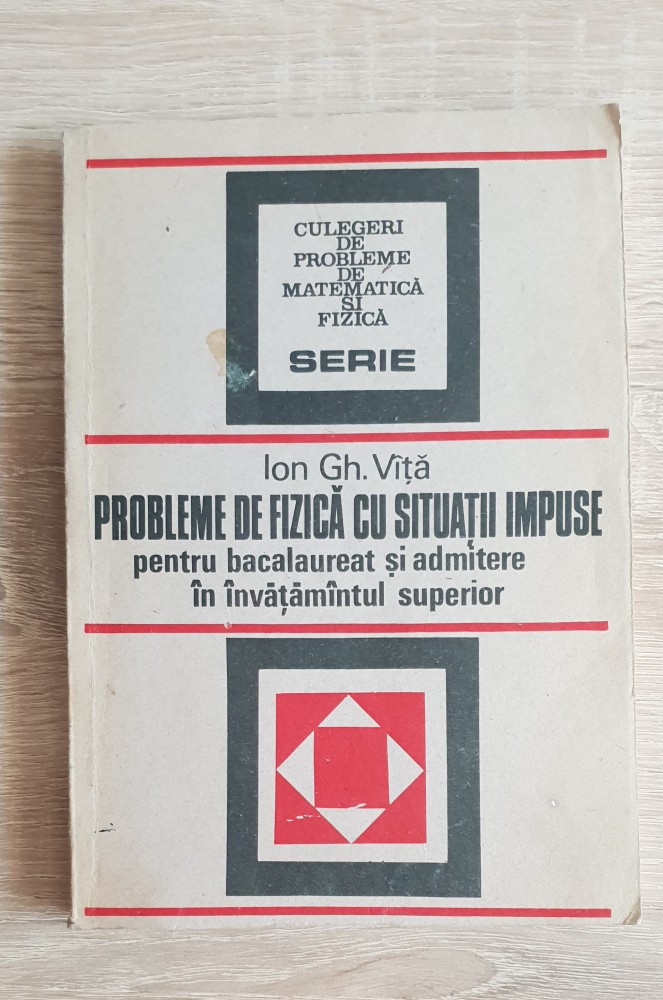 CULEGERI
DE
PROBLEME
DE
MATEMATICĂ
ȘI
FIZICĂ
SERIE
Ion Gh. Vîță
PROBLEME DE FIZICĂ CU SITUAȚII IMPUSE
pentru bacalaureat și admitere
în învățămîntul superior